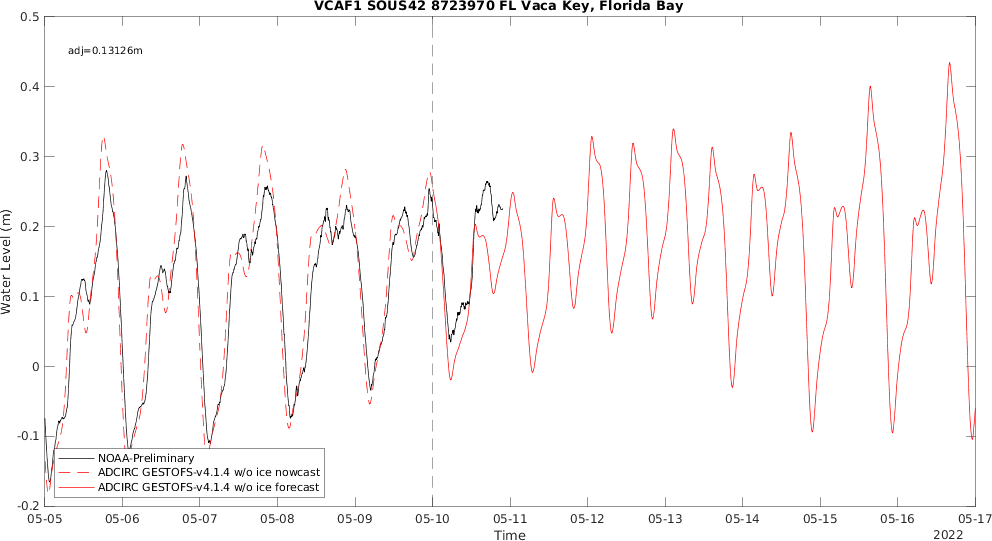 VCAF1 SOUS42 8723970 FL Vaca Key, Florida Bay
adj=0.13126m
Water Level (m)
0.5
0.4
0.3
0.2
0.1
0
-0.1
-0.2
NOAA-Preliminary
ADCIRC GESTOFS-v4.1.4 w/o ice nowcast
ADCIRC GESTOFS-v4.1.4 w/o ice forecast
05-05 05-06 05-07 05-08 05-09 05-10 05-11 05-12 05-13 05-14 05-15 05-16 05-17
Time
2022